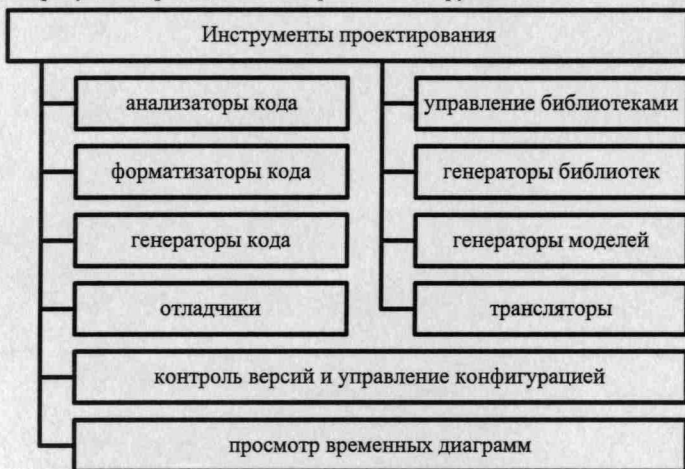 Инструменты проектирования
анализаторы кода
управление библиотеками
форматизаторы кода
генераторы библиотек
генераторы кода
генераторы моделей
отладчики
трансляторы
контроль версий и управление конфигурацией
просмотр временных диаграмм